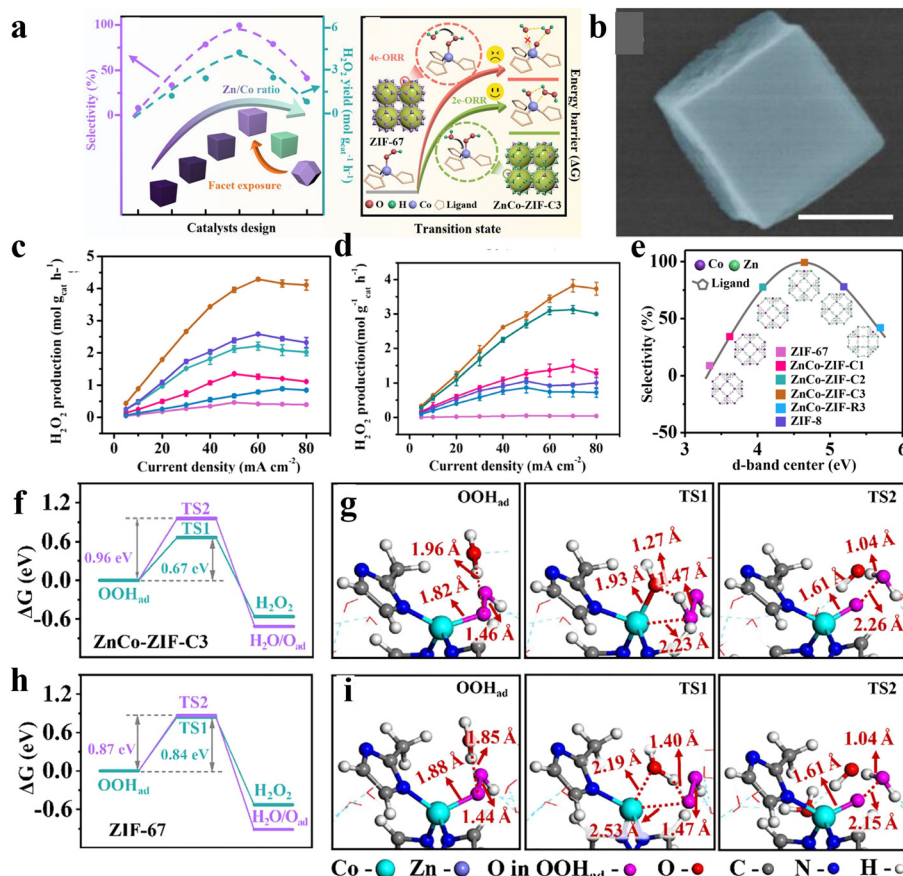 a
Selectivity (%)
100
75
50
25
0
Zn/Co ratio
Facet exposure
Catalysts design
6
3
0
H₂O₂ yield (mol gcat⁻¹ h⁻¹)
4e-ORR
2e-ORR
ZIF-67
ZnCo-ZIF-C3
O H Co Ligand
Transition state
Energy barrier (ΔG)
b
c
H₂O₂ production (mol gcat h⁻¹)
5
4
3
2
1
0
0 20 40 60 80
Current density (mA cm⁻²)
d
H₂O₂ production(mol g⁻¹cat h⁻¹)
5
4
3
2
1
0
0 20 40 60 80
Current density (mA cm⁻²)
e
Selectivity (%)
100
50
0
-50
Co Zn
Ligand
ZIF-67
ZnCo-ZIF-C1
ZnCo-ZIF-C2
ZnCo-ZIF-C3
ZnCo-ZIF-R3
ZIF-8
3 4 5 6
d-band center (eV)
f
ΔG (eV)
1.2
0.6
0.0
-0.6
TS2
TS1
0.96 eV
0.67 eV
OOHad
H₂O₂
H₂O/Oad
ZnCo-ZIF-C3
g
OOHad
1.96 Å
1.82 Å
1.46 Å
TS1
1.27 Å
1.93 Å
1.47 Å
2.23 Å
TS2
1.04 Å
1.61 Å
2.26 Å
h
ΔG (eV)
1.2
0.6
0.0
-0.6
TS2
TS1
0.87 eV
0.84 eV
OOHad
H₂O₂
H₂O/Oad
ZIF-67
i
OOHad
1.85 Å
1.88 Å
1.44 Å
TS1
1.40 Å
2.19 Å
2.53 Å
1.47 Å
TS2
1.04 Å
1.61 Å
2.15 Å
Co - Zn - O in OOHad - O - C - N - H -